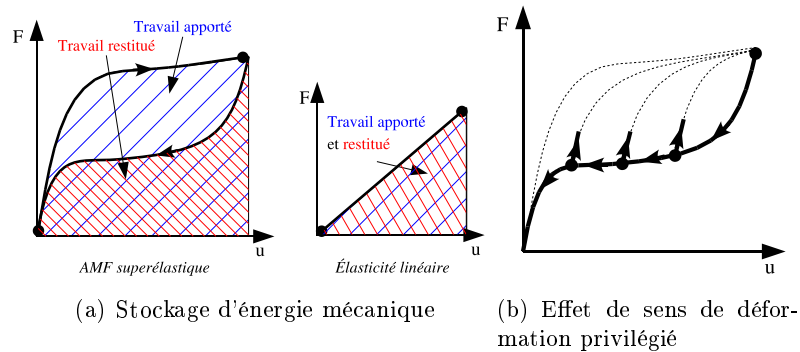 F
Travail apporté
Travail restitué
u
AMF superélastique
F
Travail apporté
et restitué
u
Élasticité linéaire
(a) Stockage d'énergie mécanique
F
u
(b) Effet de sens de défor-
mation privilégié